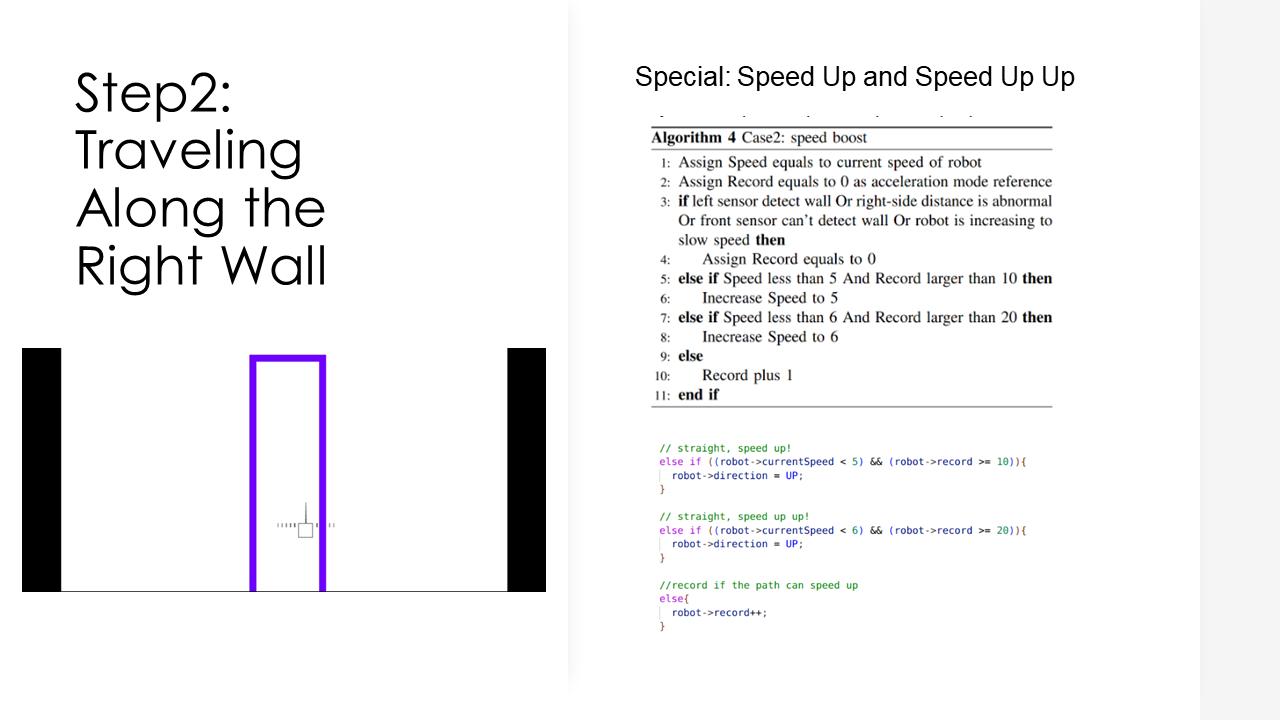 Step2:
Traveling
Along the
Right Wall
Special: Speed Up and Speed Up Up
Algorithm 4 Case2: speed boost
1: Assign Speed equals to current speed of robot
2: Assign Record equals to 0 as acceleration mode reference
3: if left sensor detect wall Or right-side distance is abnormal
Or front sensor can't detect wall Or robot is increasing to
slow speed then
4: Assign Record equals to 0
5: else if Speed less than 5 And Record larger than 10 then
6: Inecrease Speed to 5
7: else if Speed less than 6 And Record larger than 20 then
8: Inecrease Speed to 6
9: else
10: Record plus 1
11: end if
// straight, speed up!
else if ((robot->currentSpeed < 5) && (robot->record >= 10)){
robot->direction = UP;
}
// straight, speed up up!
else if ((robot->currentSpeed < 6) && (robot->record >= 20)){
robot->direction = UP;
}
//record if the path can speed up
else{
robot->record++;
}